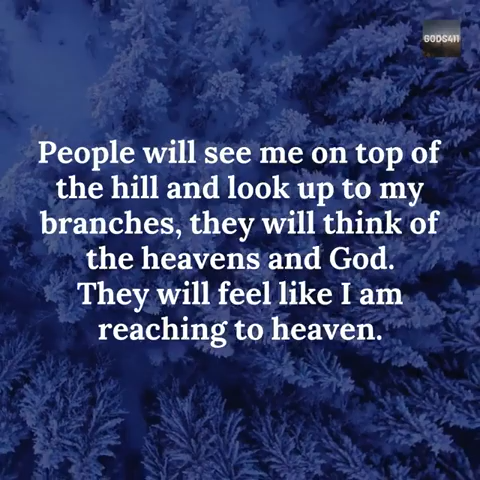 GODS411
People will see me on top of
the hill and look up to my
branches, they will think of
the heavens and God.
They will feel like I am
reaching to heaven.